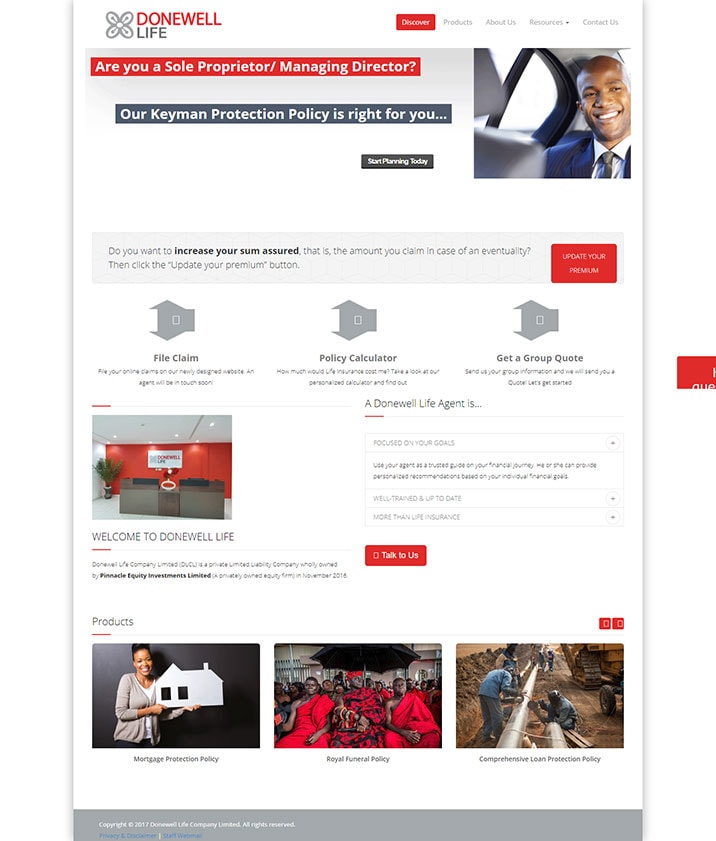 DONEWELL
LIFE
Discover
Products
About Us
Resources
Contact Us
Are you a Sole Proprietor/ Managing Director?
Our Keyman Protection Policy is right for you...
Start Planning Today
Do you want to increase your sum assured, that is, the amount you claim in case of an eventuality?
Then click the "Update your premium" button.
UPDATE YOUR
PREMIUM
File Claim
File your online claims on our newly designed website. An
agent will be in touch soon!
Policy Calculator
How much would Life Insurance cost me? Take a look at our
personalized calculator and find out.
Get a Group Quote
Send us your group information and we will send you a
Quote! Let's get started
DONEWELL
LIFE
WELCOME TO DONEWELL LIFE
Donewell Life Company Limited (DLCL) is a private Limited Liability Company wholly owned
by Pinnacle Equity Investments Limited (A privately owned equity firm) in November 2016.
A Donewell Life Agent is...
FOCUSED ON YOUR GOALS
Use your agent as a trusted guide on your financial journey. He or she can provide
personalized recommendations based on your individual financial goals.
WELL-TRAINED & UP TO DATE
MORE THAN LIFE INSURANCE
Talk to Us
Products
Mortgage Protection Policy
Royal Funeral Policy
Comprehensive Loan Protection Policy
Copyright © 2017 Donewell Life Company Limited. All rights reserved.
Privacy & Disclaimer | Staff Webmail